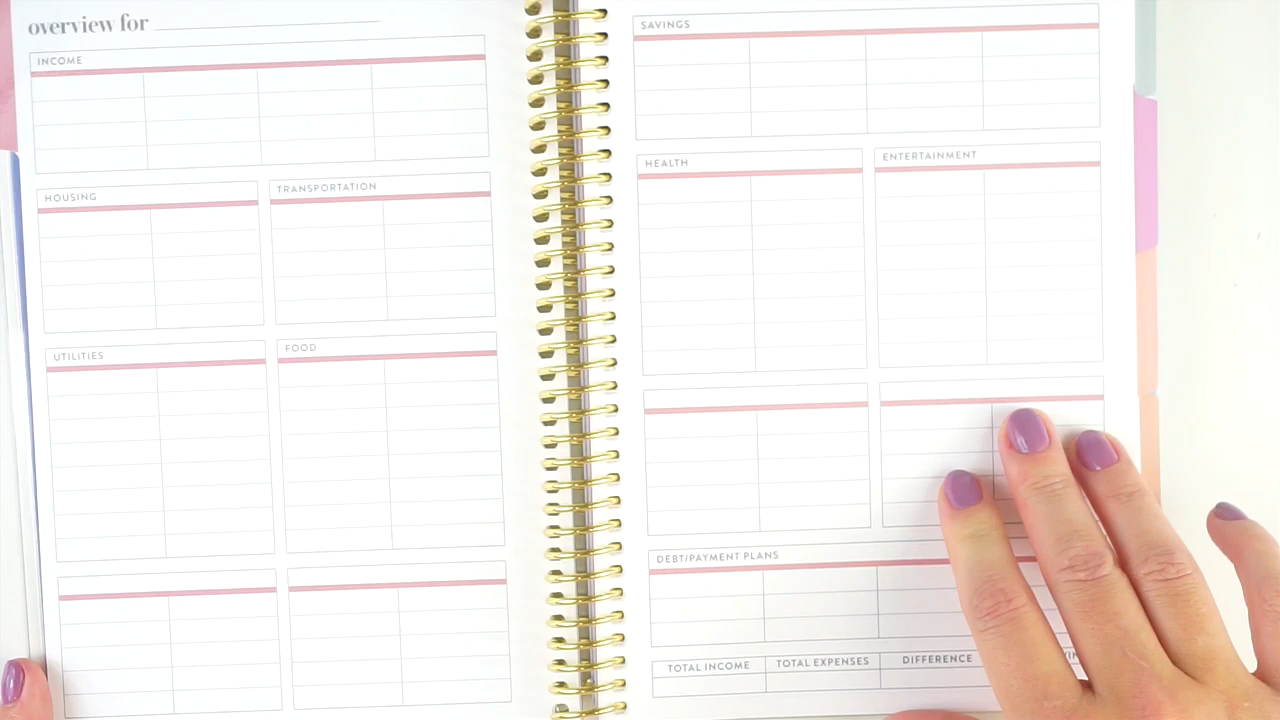 overview for
INCOME
HOUSING
TRANSPORTATION
UTILITIES
FOOD
SAVINGS
HEALTH
ENTERTAINMENT
DEBT/PAYMENT PLANS
TOTAL INCOME
TOTAL EXPENSES
DIFFERENCE